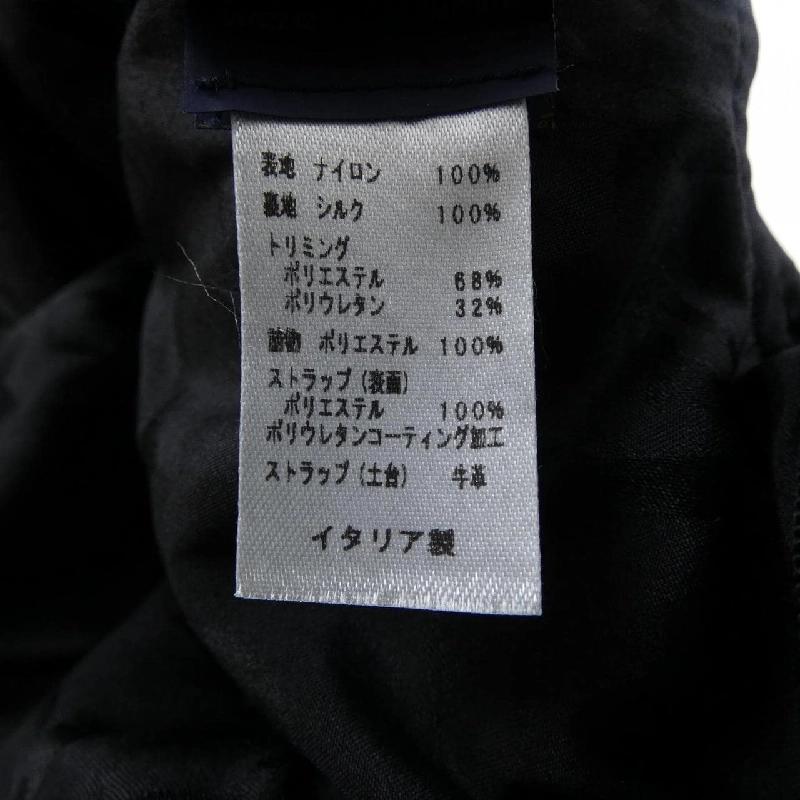 表地 ナイロン 100%
裏地 シルク 100%
トリミング
ポリエステル 68%
ポリウレタン 32%
詰物 ポリエステル 100%
ストラップ(表面)
ポリエステル 100%
ポリウレタンコーティング加工
ストラップ(土台) 牛革
イタリア製